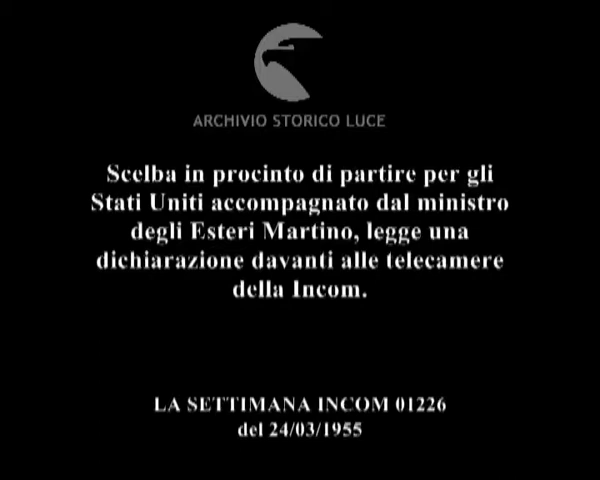 ARCHIVIO STORICO LUCE
Scelba in procinto di partire per gli
Stati Uniti accompagnato dal ministro
degli Esteri Martino, legge una
dichiarazione davanti alle telecamere
della Incom.
LA SETTIMANA INCOM 01226
del 24/03/1955